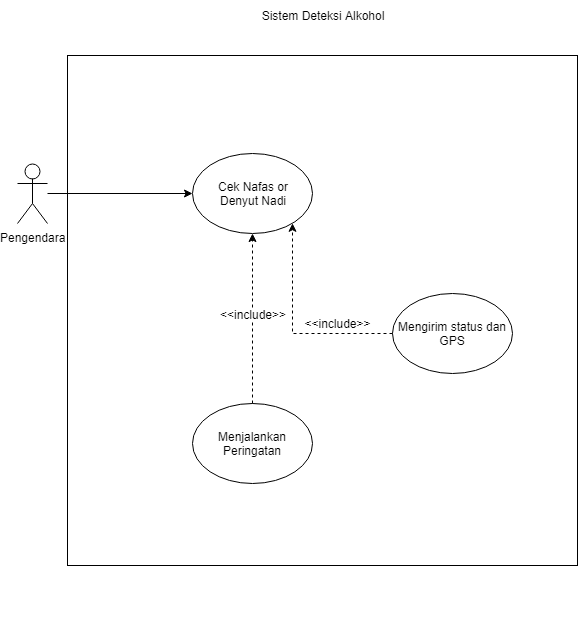 Sistem Deteksi Alkohol
Cek Nafas or
Denyut Nadi
Pengendara
<<include>>
<<include>>
Mengirim status dan
GPS
Menjalankan
Peringatan